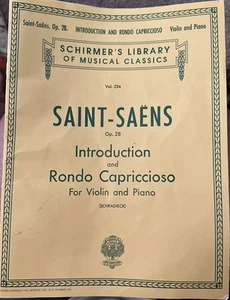 Saint-Saëns, Op. 28. INTRODUCTION AND RONDO CAPRICCIOSO Violin and Piano
SCHIRMER'S LIBRARY
OF MUSICAL CLASSICS
Vol. 224
SAINT-SAËNS
Op. 28
Introduction
and
Rondo Capriccioso
For Violin and Piano
(SCHRADIECK)